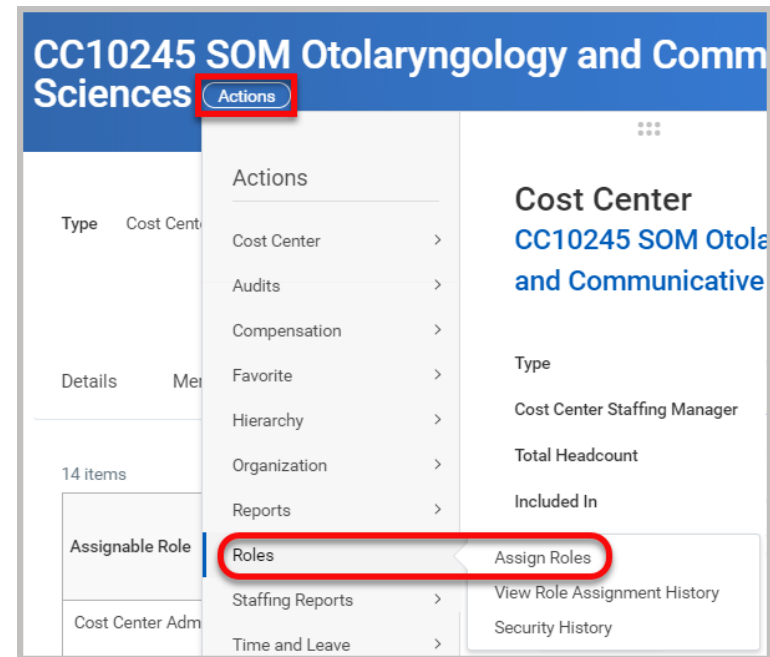 CC10245 SOM Otolaryngology and Comm
Sciences Actions
Type Cost Cent
Details Me
14 items
Assignable Role
Cost Center Adm
Actions
Cost Center
Audits
Compensation
Favorite
Hierarchy
Organization
Reports
Roles
Staffing Reports
Time and Leave
Cost Center
CC10245 SOM Otola
and Communicative
Type
Cost Center Staffing Manager
Total Headcount
Included In
Assign Roles
View Role Assignment History
Security History